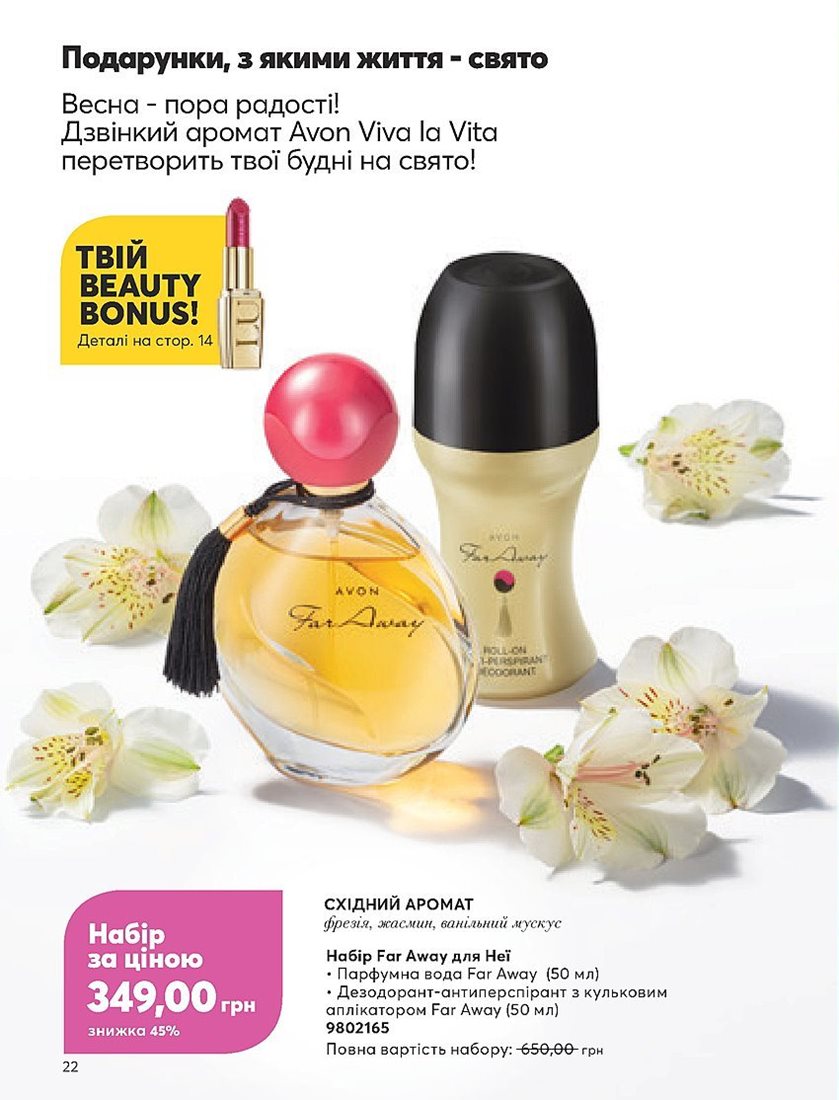 Подарунки, з якими життя - свято
Весна - пора радості!
Дзвінкий аромат Avon Viva la Vita
перетворить твої будні на свято!
ТВІЙ
BEAUTY
BONUS!
Деталі на стор. 14
LU
AVON
Far Away
ROLL-ON
I-PERSPIRANT
DEODORANT
AVON
Far Away
СХІДНИЙ АРОМАТ
фрезія, жасмин, ванільний мускус
Набір Far Away для Неї
• Парфумна вода Far Away (50 мл)
• Дезодорант-антиперспірант з кульковим
аплікатором Far Away (50 мл)
9802165
Повна вартість набору: 650,00 грн
Набір
за ціною
349,00 грн
знижка 45%
22